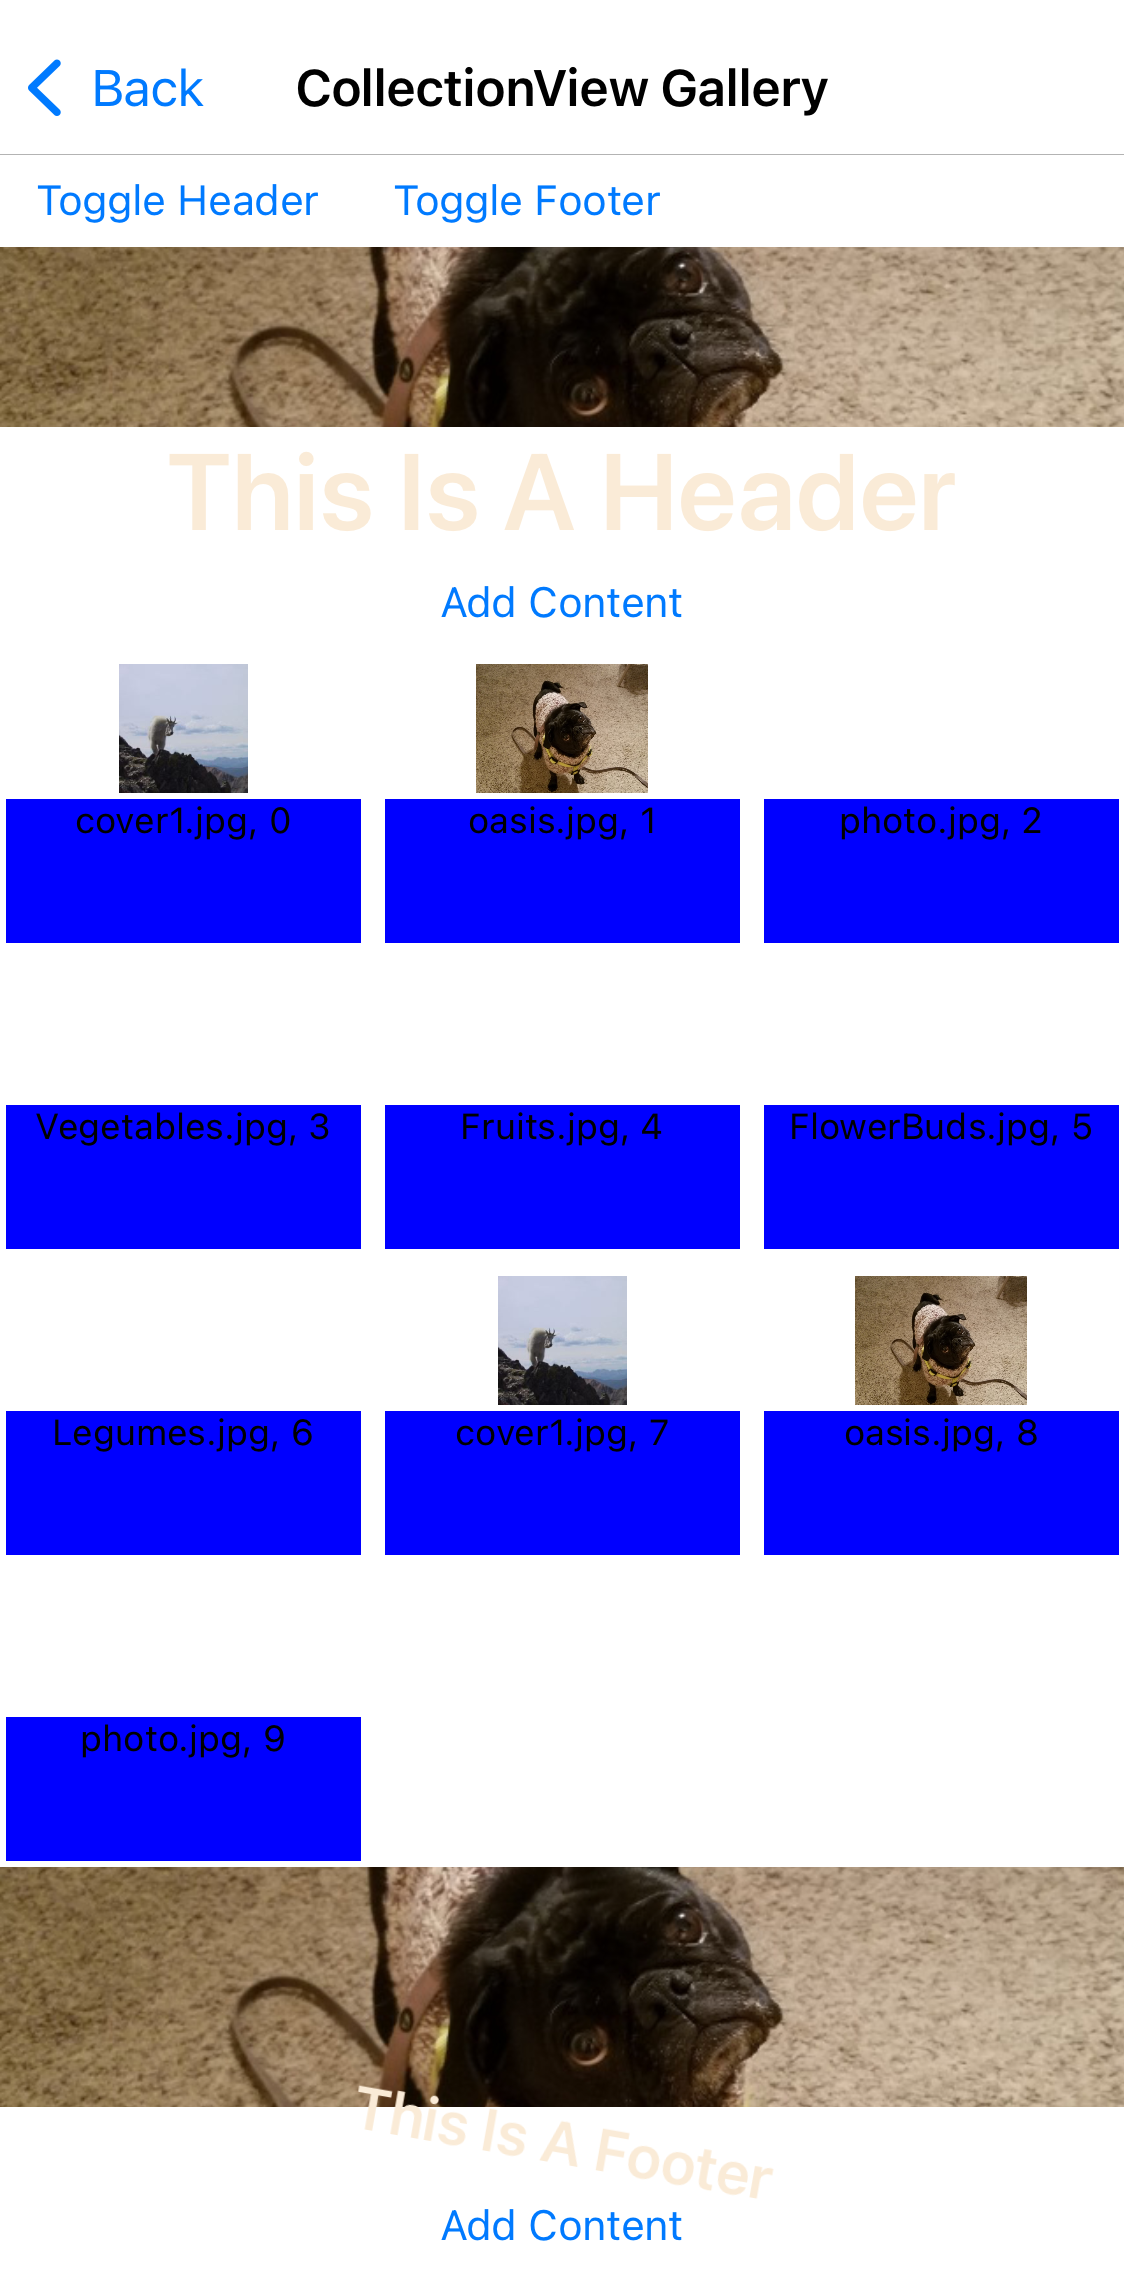 Back CollectionView Gallery
Toggle Header Toggle Footer
This Is A Header
Add Content
cover1.jpg, 0 oasis.jpg, 1 photo.jpg, 2
Vegetables.jpg, 3 Fruits.jpg, 4 FlowerBuds.jpg, 5
Legumes.jpg, 6 cover1.jpg, 7 oasis.jpg, 8
photo.jpg, 9
This Is A Footer
Add Content